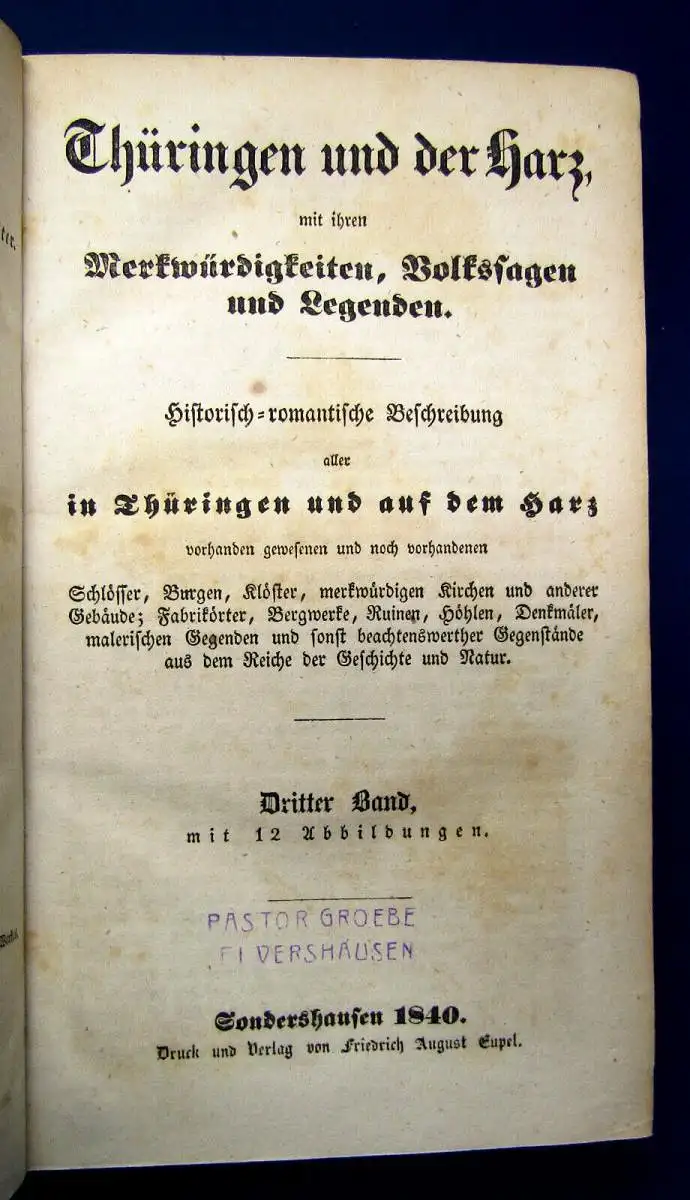 Thüringen und der Harz,
mit ihren
Merkwürdigkeiten, Volkssagen
und Legenden.
Historisch-romantische Beschreibung
aller
in Thüringen und auf dem Harz
vorhanden gewesenen und noch vorhandenen
Schlösser, Burgen, Klöster, merkwürdigen Kirchen und anderer
Gebäude; Fabrikörter, Bergwerke, Ruinen, Höhlen, Denkmäler,
malerischen Gegenden und sonst beachtenswerther Gegenstände
aus dem Reiche der Geschichte und Natur.
Dritter Band,
mit 12 Abbildungen.
PASTOR GROEBE
ELVERSHAUSEN
Sondershausen 1840.
Druck und Verlag von Friedrich August Eupel.